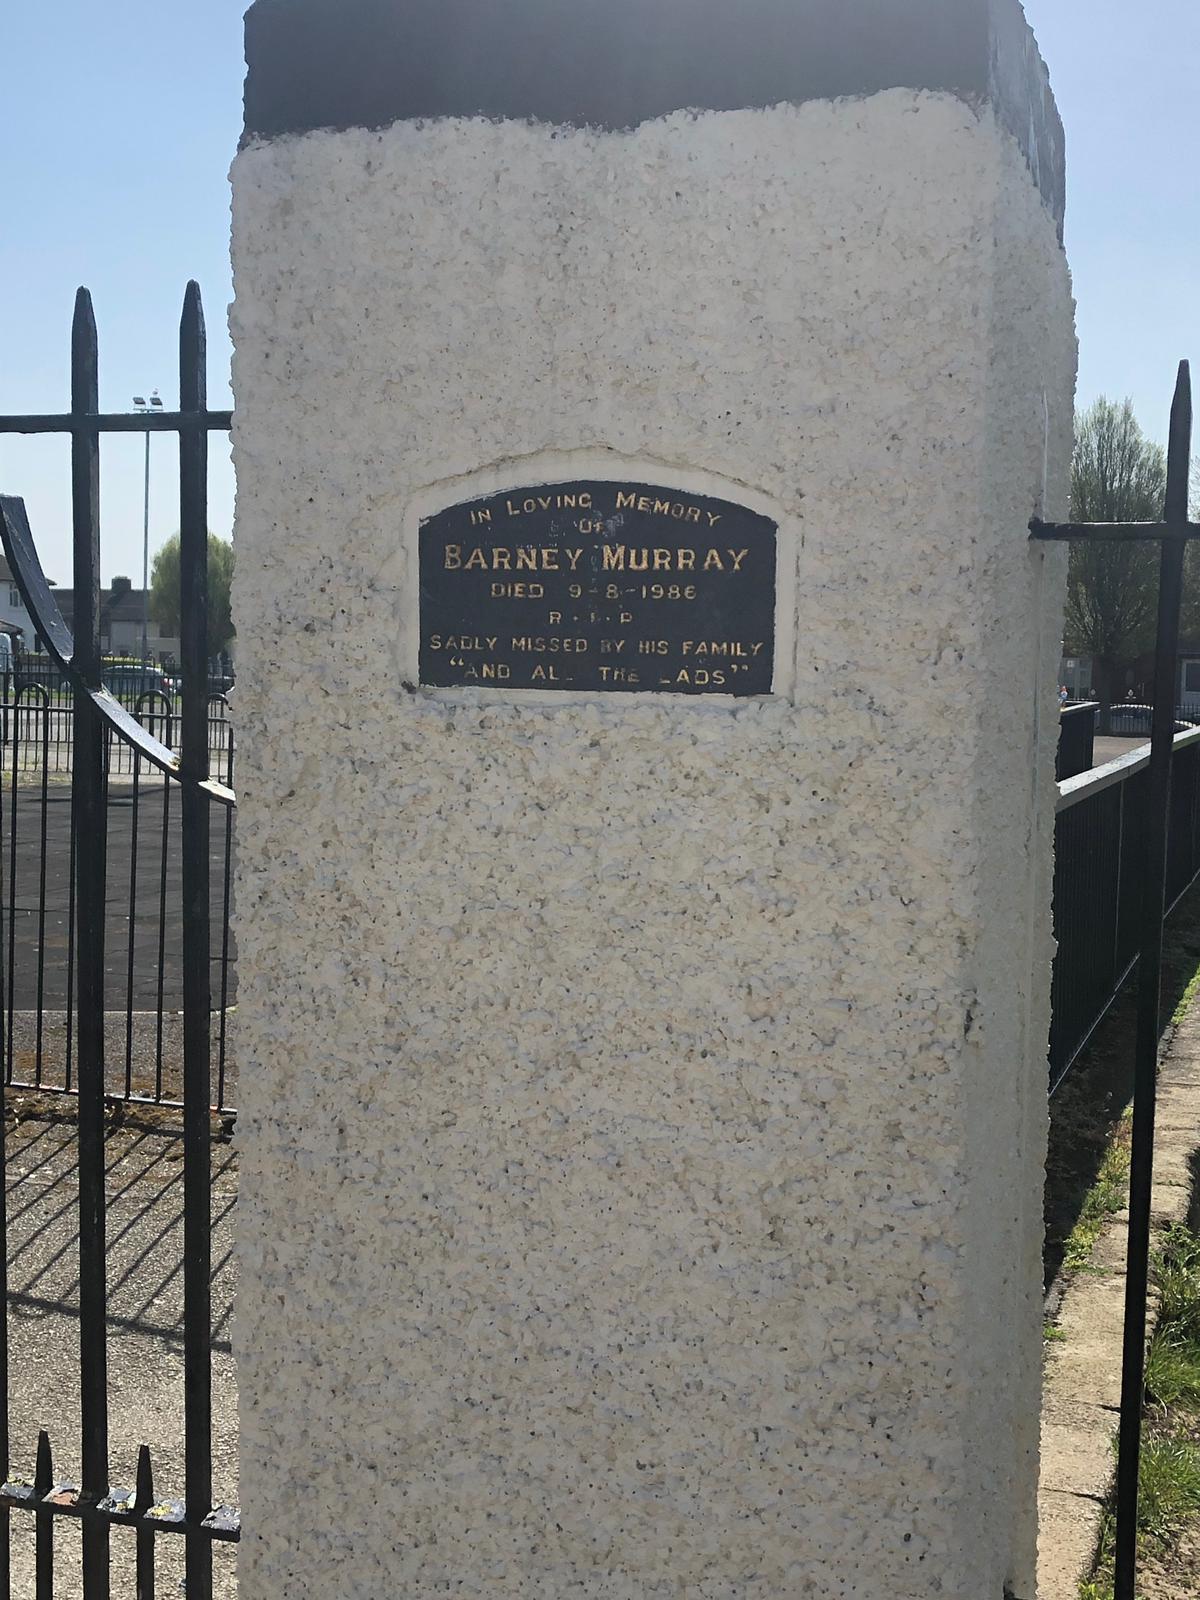 IN LOVING MEMORY
OF
BARNEY MURRAY
DIED 9-8-1986
R·I·P
SADLY MISSED BY HIS FAMILY
"AND ALL THE LADS"